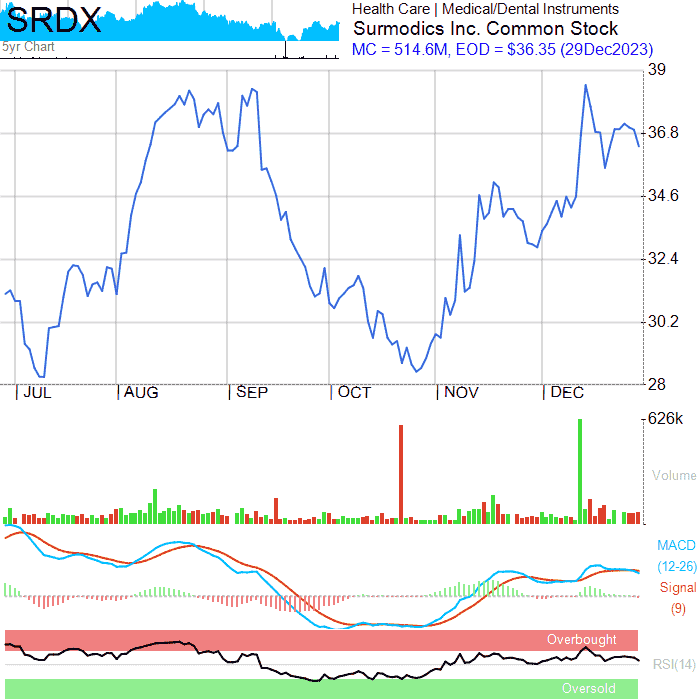 SRDX
5yr Chart
Health Care | Medical/Dental Instruments
Surmodics Inc. Common Stock
MC = 514.6M, EOD = $36.35 (29Dec2023)
39
36.8
34.6
32.4
30.2
28
JUL AUG SEP OCT NOV DEC
626k
Volume
MACD
(12-26)
Signal
(9)
Overbought
RSI(14)
Oversold